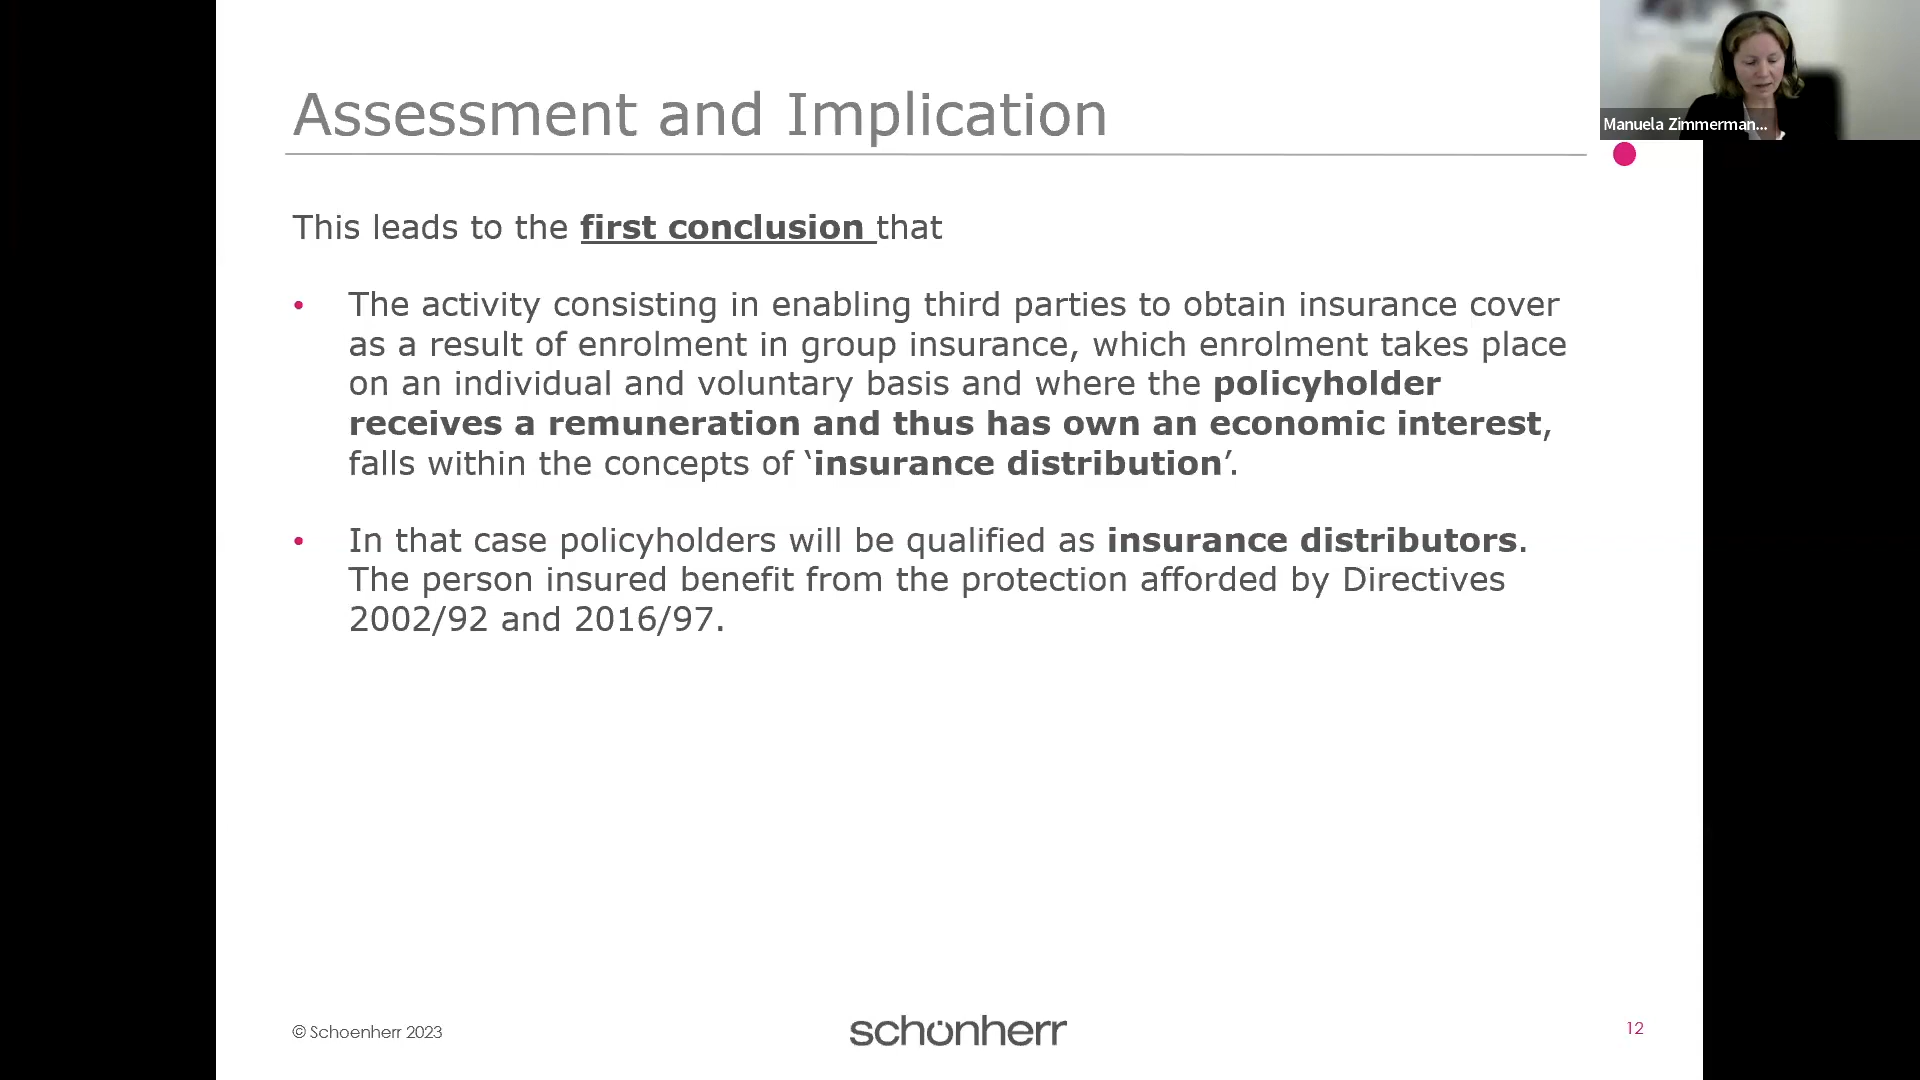 Assessment and Implication
Manuela Zimmerman...
This leads to the first conclusion that
• The activity consisting in enabling third parties to obtain insurance cover
as a result of enrolment in group insurance, which enrolment takes place
on an individual and voluntary basis and where the policyholder
receives a remuneration and thus has own an economic interest,
falls within the concepts of ‘insurance distribution’.
• In that case policyholders will be qualified as insurance distributors.
The person insured benefit from the protection afforded by Directives
2002/92 and 2016/97.
© Schoenherr 2023
schönherr
12